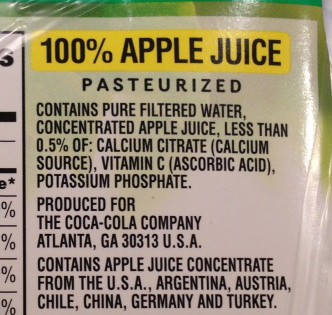 s 100% APPLE JUICE
PASTEURIZED
CONTAINS PURE FILTERED WATER,
CONCENTRATED APPLE JUICE, LESS THAN
0.5% OF: CALCIUM CITRATE (CALCIUM
SOURCE), VITAMIN C (ASCORBIC ACID),
POTASSIUM PHOSPHATE.
e*
% PRODUCED FOR
THE COCA-COLA COMPANY
% ATLANTA, GA 30313 U.S.A.
% CONTAINS APPLE JUICE CONCENTRATE
FROM THE U.S.A., ARGENTINA, AUSTRIA,
% CHILE, CHINA, GERMANY AND TURKEY.